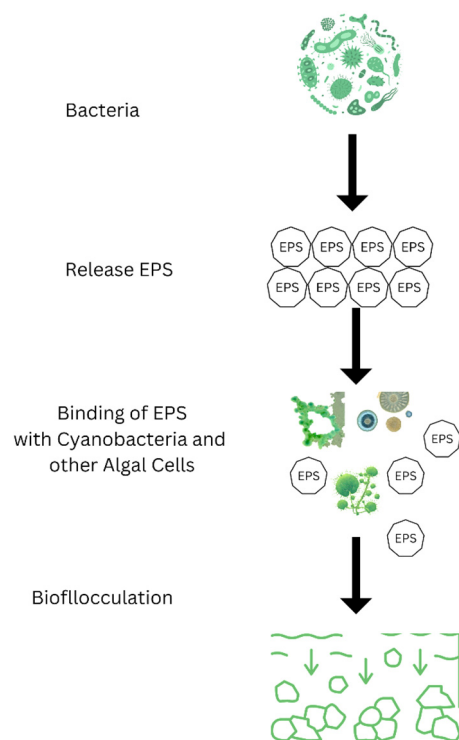 Bacteria
Release EPS
EPS EPS EPS EPS
EPS EPS EPS EPS
Binding of EPS
with Cyanobacteria and
other Algal Cells
EPS
EPS EPS
EPS
Biofllocculation